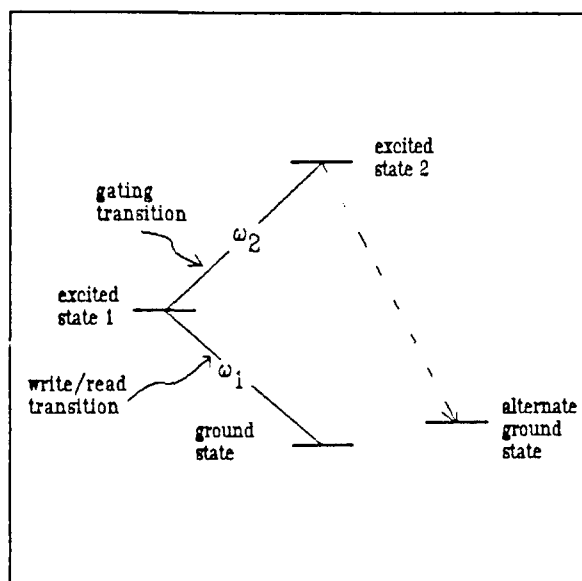 excited
state 2
gating
transition
ω2
excited
state 1
ω1
write/read
transition
ground
state
alternate
ground
state